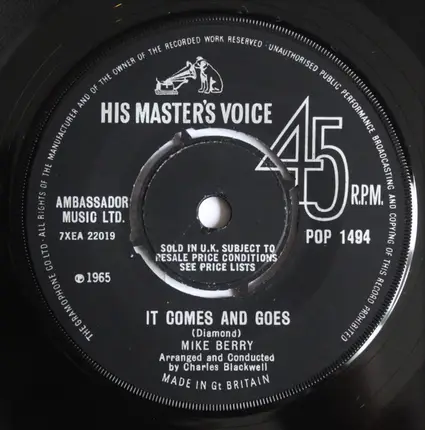 ALL RIGHTS OF THE MANUFACTURER AND OF THE OWNER OF THE RECORDED WORK RESERVED · UNAUTHORISED PUBLIC PERFORMANCE BROADCASTING AND COPYING OF THIS RECORD PROHIBITED
THE GRAMOPHONE CO LTD.
HIS MASTER'S VOICE
45 R.P.M.
AMBASSADOR
MUSIC LTD.
7XEA 22019
POP 1494
SOLD IN U.K. SUBJECT TO
RESALE PRICE CONDITIONS
SEE PRICE LISTS
℗1965
IT COMES AND GOES
(Diamond)
MIKE BERRY
Arranged and Conducted
by Charles Blackwell
MADE IN Gt BRITAIN